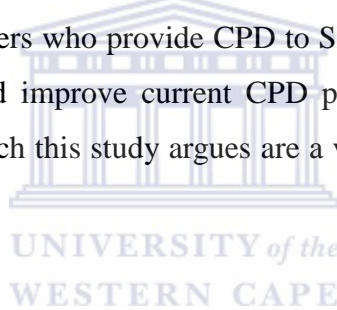 ers who provide CPD to S
d improve current CPD p
ch this study argues are a v
UNIVERSITY of the
WESTERN CAPE